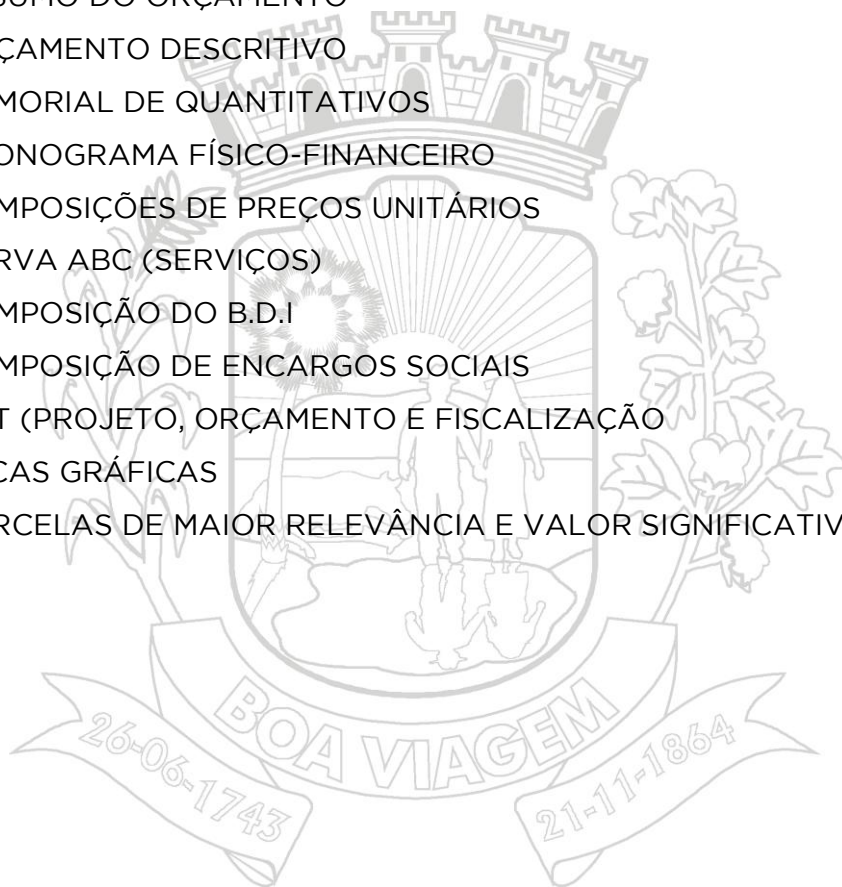 SUMO DO ORÇAMENTO
ÇAMENTO DESCRITIVO
MORIAL DE QUANTITATIVOS
ONOGRAMA FÍSICO-FINANCEIRO
MPOSIÇÕES DE PREÇOS UNITÁRIOS
RVA ABC (SERVIÇOS)
MPOSIÇÃO DO B.D.I
MPOSIÇÃO DE ENCARGOS SOCIAIS
T (PROJETO, ORÇAMENTO E FISCALIZAÇÃO
ÇAS GRÁFICAS
RCELAS DE MAIOR RELEVÂNCIA E VALOR SIGNIFICATIV
BOA VIAGEM
26-06-1743
21-11-1864